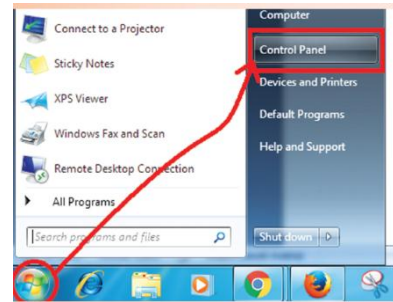 Connect to a Projector
Sticky Notes
XPS Viewer
Windows Fax and Scan
Remote Desktop Connection
All Programs
Search programs and files
Computer
Control Panel
Devices and Printers
Default Programs
Help and Support
Shut down